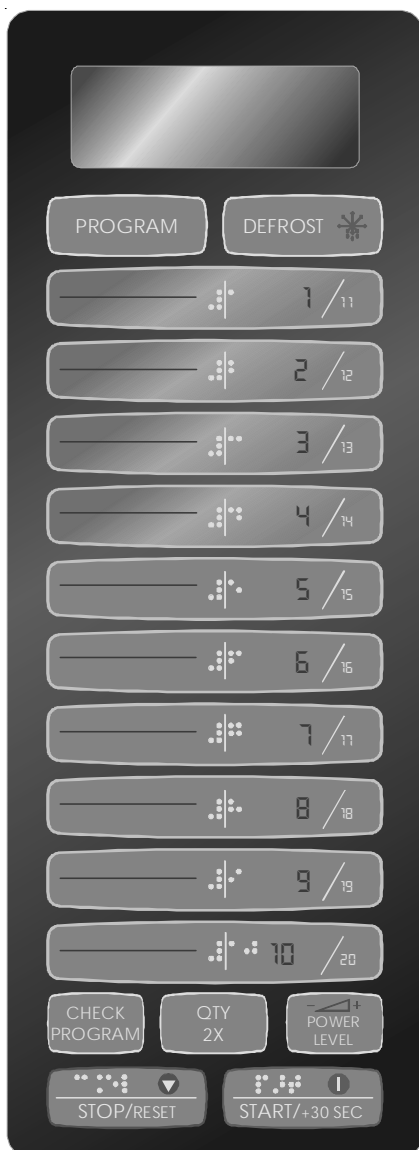 PROGRAM
DEFROST
1/11
2/12
3/13
4/14
5/15
6/16
7/17
8/18
9/19
10/20
CHECK
PROGRAM
QTY
2X
- +
POWER
LEVEL
STOP/RESET
START/+30 SEC